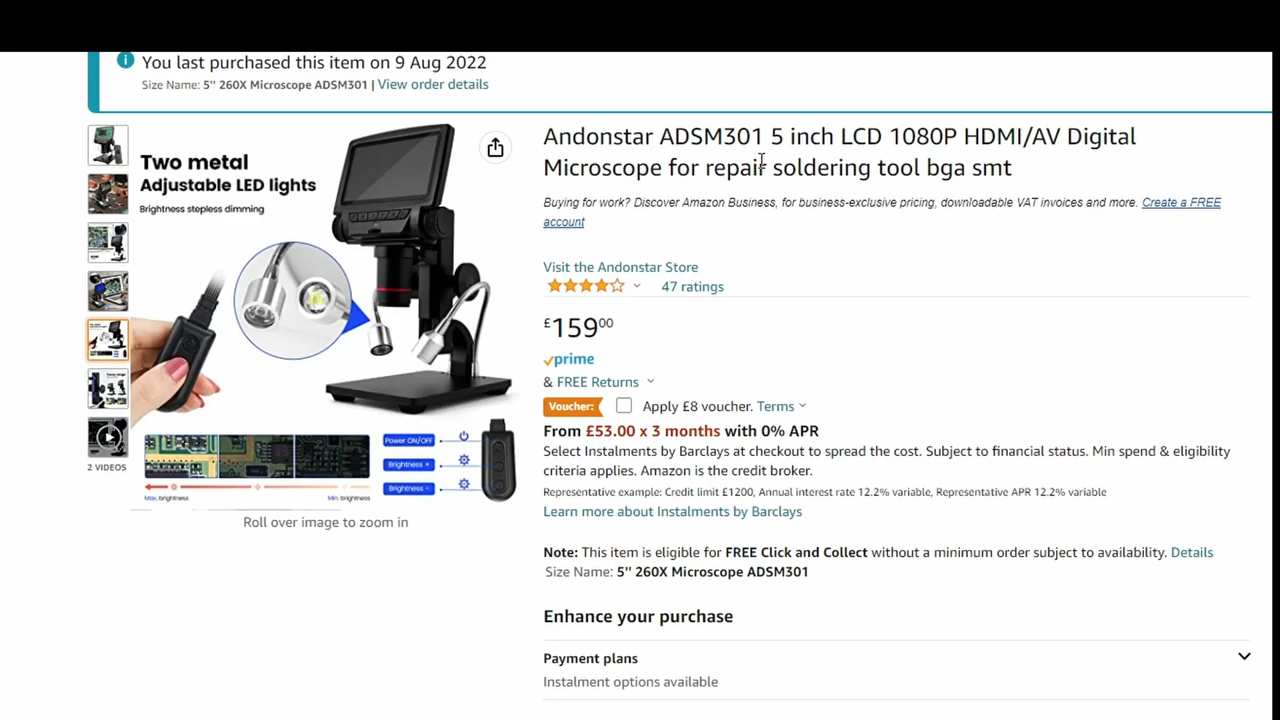 You last purchased this item on 9 Aug 2022
Size Name: 5" 260X Microscope ADSM301 | View order details
Two metal
Adjustable LED lights
Brightness stepless dimming
Power ON/OFF
Brightness +
Brightness -
Max. brightness
Min. brightness
2 VIDEOS
Roll over image to zoom in
Andonstar ADSM301 5 inch LCD 1080P HDMI/AV Digital
Microscope for repair soldering tool bga smt
Buying for work? Discover Amazon Business, for business-exclusive pricing, downloadable VAT invoices and more. Create a FREE
account
Visit the Andonstar Store
47 ratings
£15900
prime
& FREE Returns
Voucher: Apply £8 voucher. Terms
From £53.00 x 3 months with 0% APR
Select Instalments by Barclays at checkout to spread the cost. Subject to financial status. Min spend & eligibility
criteria applies. Amazon is the credit broker.
Representative example: Credit limit £1200, Annual interest rate 12.2% variable, Representative APR 12.2% variable
Learn more about Instalments by Barclays
Note: This item is eligible for FREE Click and Collect without a minimum order subject to availability. Details
Size Name: 5'' 260X Microscope ADSM301
Enhance your purchase
Payment plans
Instalment options available